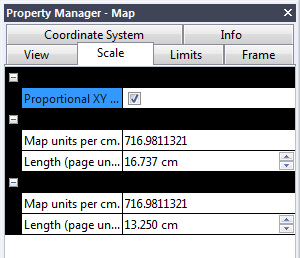 Property Manager - Map
Coordinate System
Info
View
Scale
Limits
Frame
Proportional XY ...
Map units per cm.
716.9811321
Length (page un...
16.737 cm
Map units per cm.
716.9811321
Length (page un...
13.250 cm